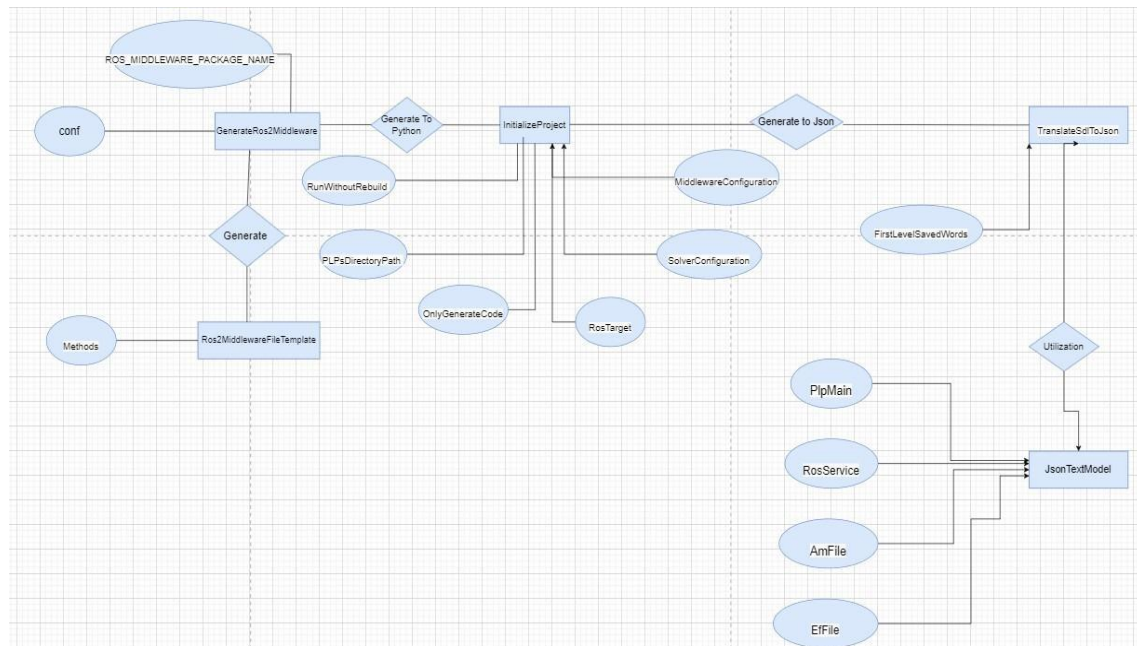 ROS_MIDDLEWARE_PACKAGE_NAME
conf
GenerateRos2Middleware
Generate To
Python
InitializeProject
Generate to Json
TranslateSdlToJson
RunWithoutRebuild
MiddlewareConfiguration
FirstLevelSavedWords
Generate
PLPsDirectoryPath
SolverConfiguration
OnlyGenerateCode
RosTarget
Methods
Ros2MiddlewareFileTemplate
Utilization
PlpMain
RosService
JsonTextModel
AmFile
EfFile